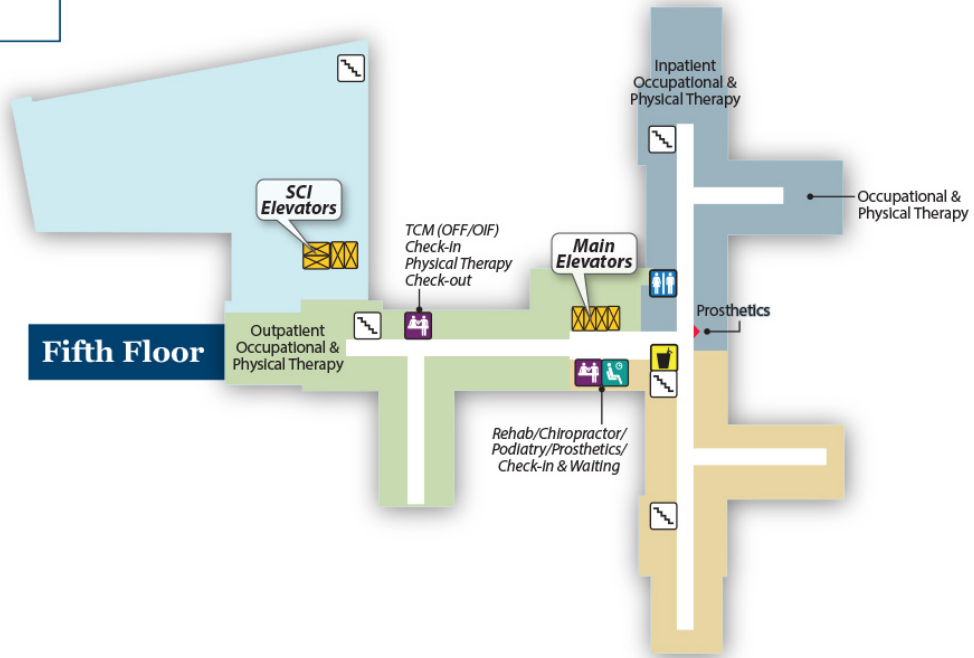 Inpatient
Occupational &
Physical Therapy
SCI
Elevators
Occupational &
Physical Therapy
TCM (OFF/OIF)
Check-in
Physical Therapy
Check-out
Main
Elevators
Prosthetics
Fifth Floor
Outpatient
Occupational &
Physical Therapy
Rehab/Chiropractor/
Podiatry/Prosthetics/
Check-in & Waiting